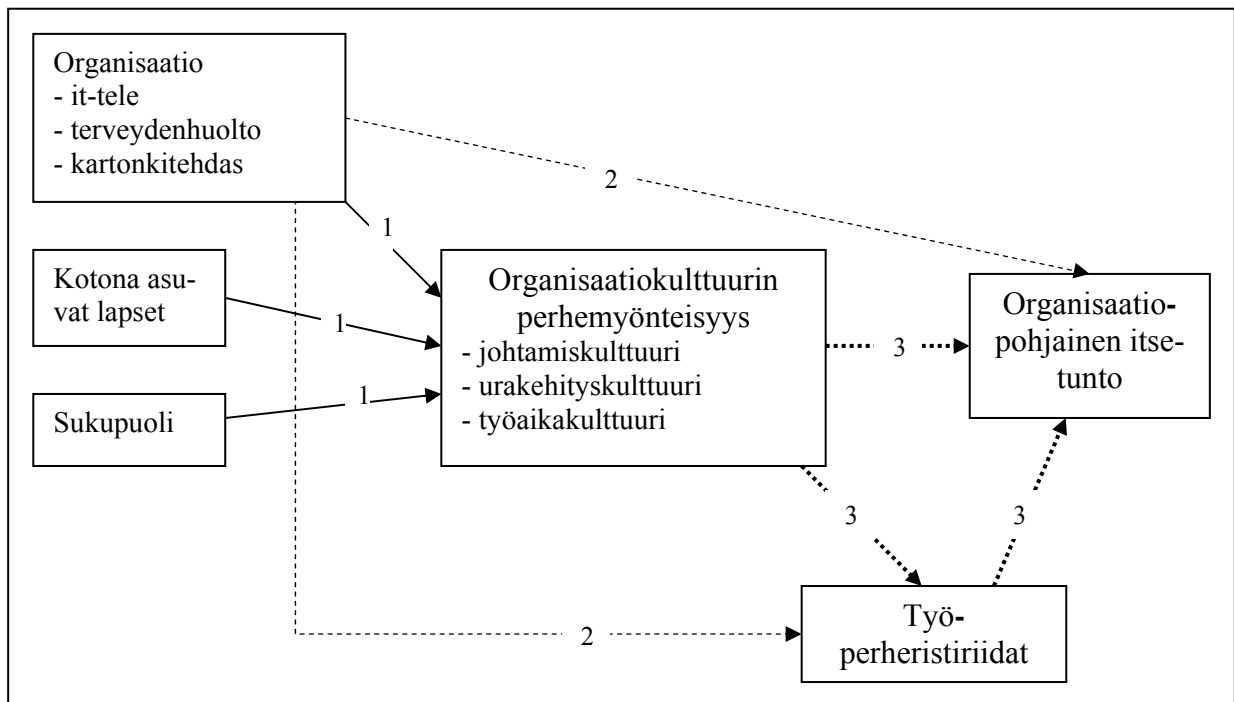 Organisaatio
- it-tele
- terveydenhuolto
- kartonkitehdas
2
1
Kotona asu-
vat lapset
1
Sukupuoli
1
Organisaatiokulttuurin
perhemyönteisyys
- johtamiskulttuuri
- urakehityskulttuuri
- työaikakulttuuri
3
Organisaatio-
pohjainen itse-
tunto
3
3
2
Työ-
perheristiriidat